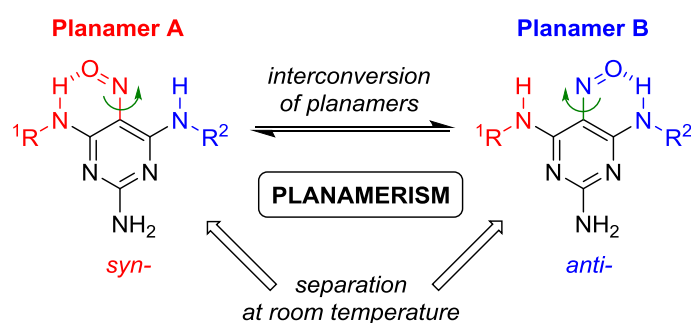 Planamer A
Planamer B
H O N H
N N
¹R R²
N N
NH₂
syn-
interconversion
of planamers
PLANAMERISM
separation
at room temperature
H N O H
N N
¹R R²
N N
NH₂
anti-